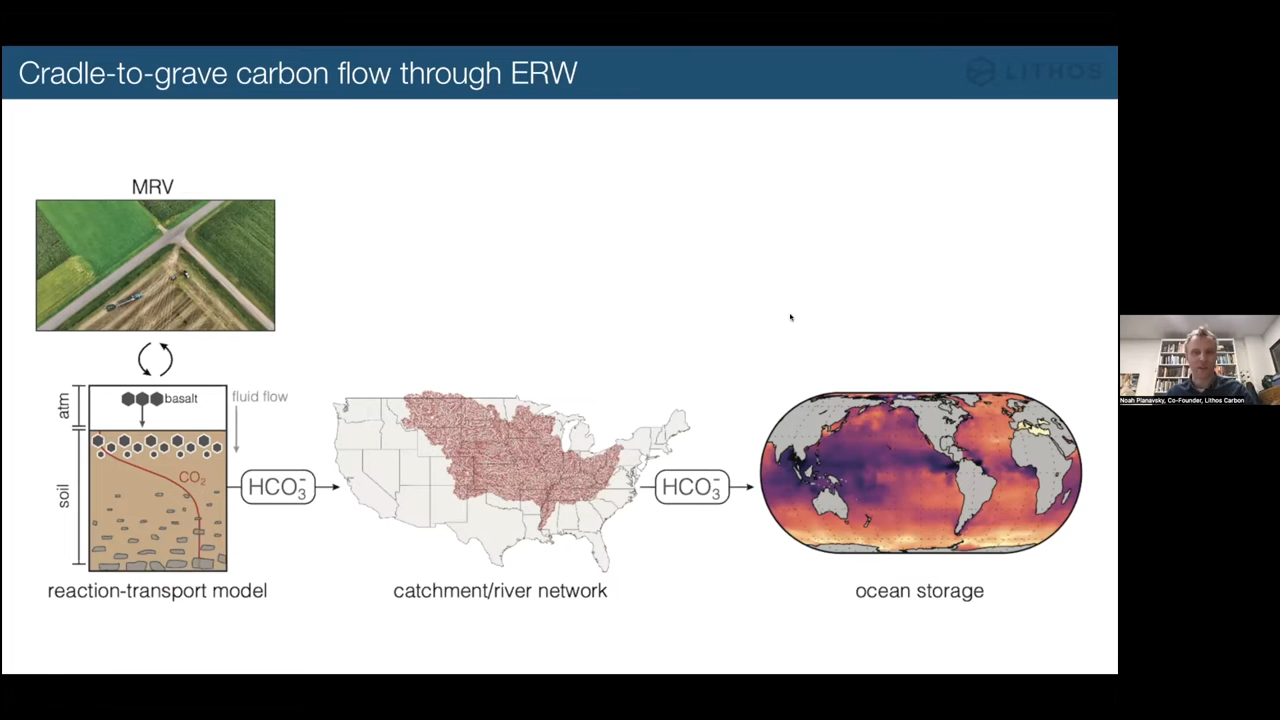 Cradle-to-grave carbon flow through ERW
LITHOS
MRV
atm
basalt
fluid flow
soil
CO₂
HCO₃⁻
HCO₃⁻
reaction-transport model
catchment/river network
ocean storage
Noah Planavsky, Co-Founder, Lithos Carbon